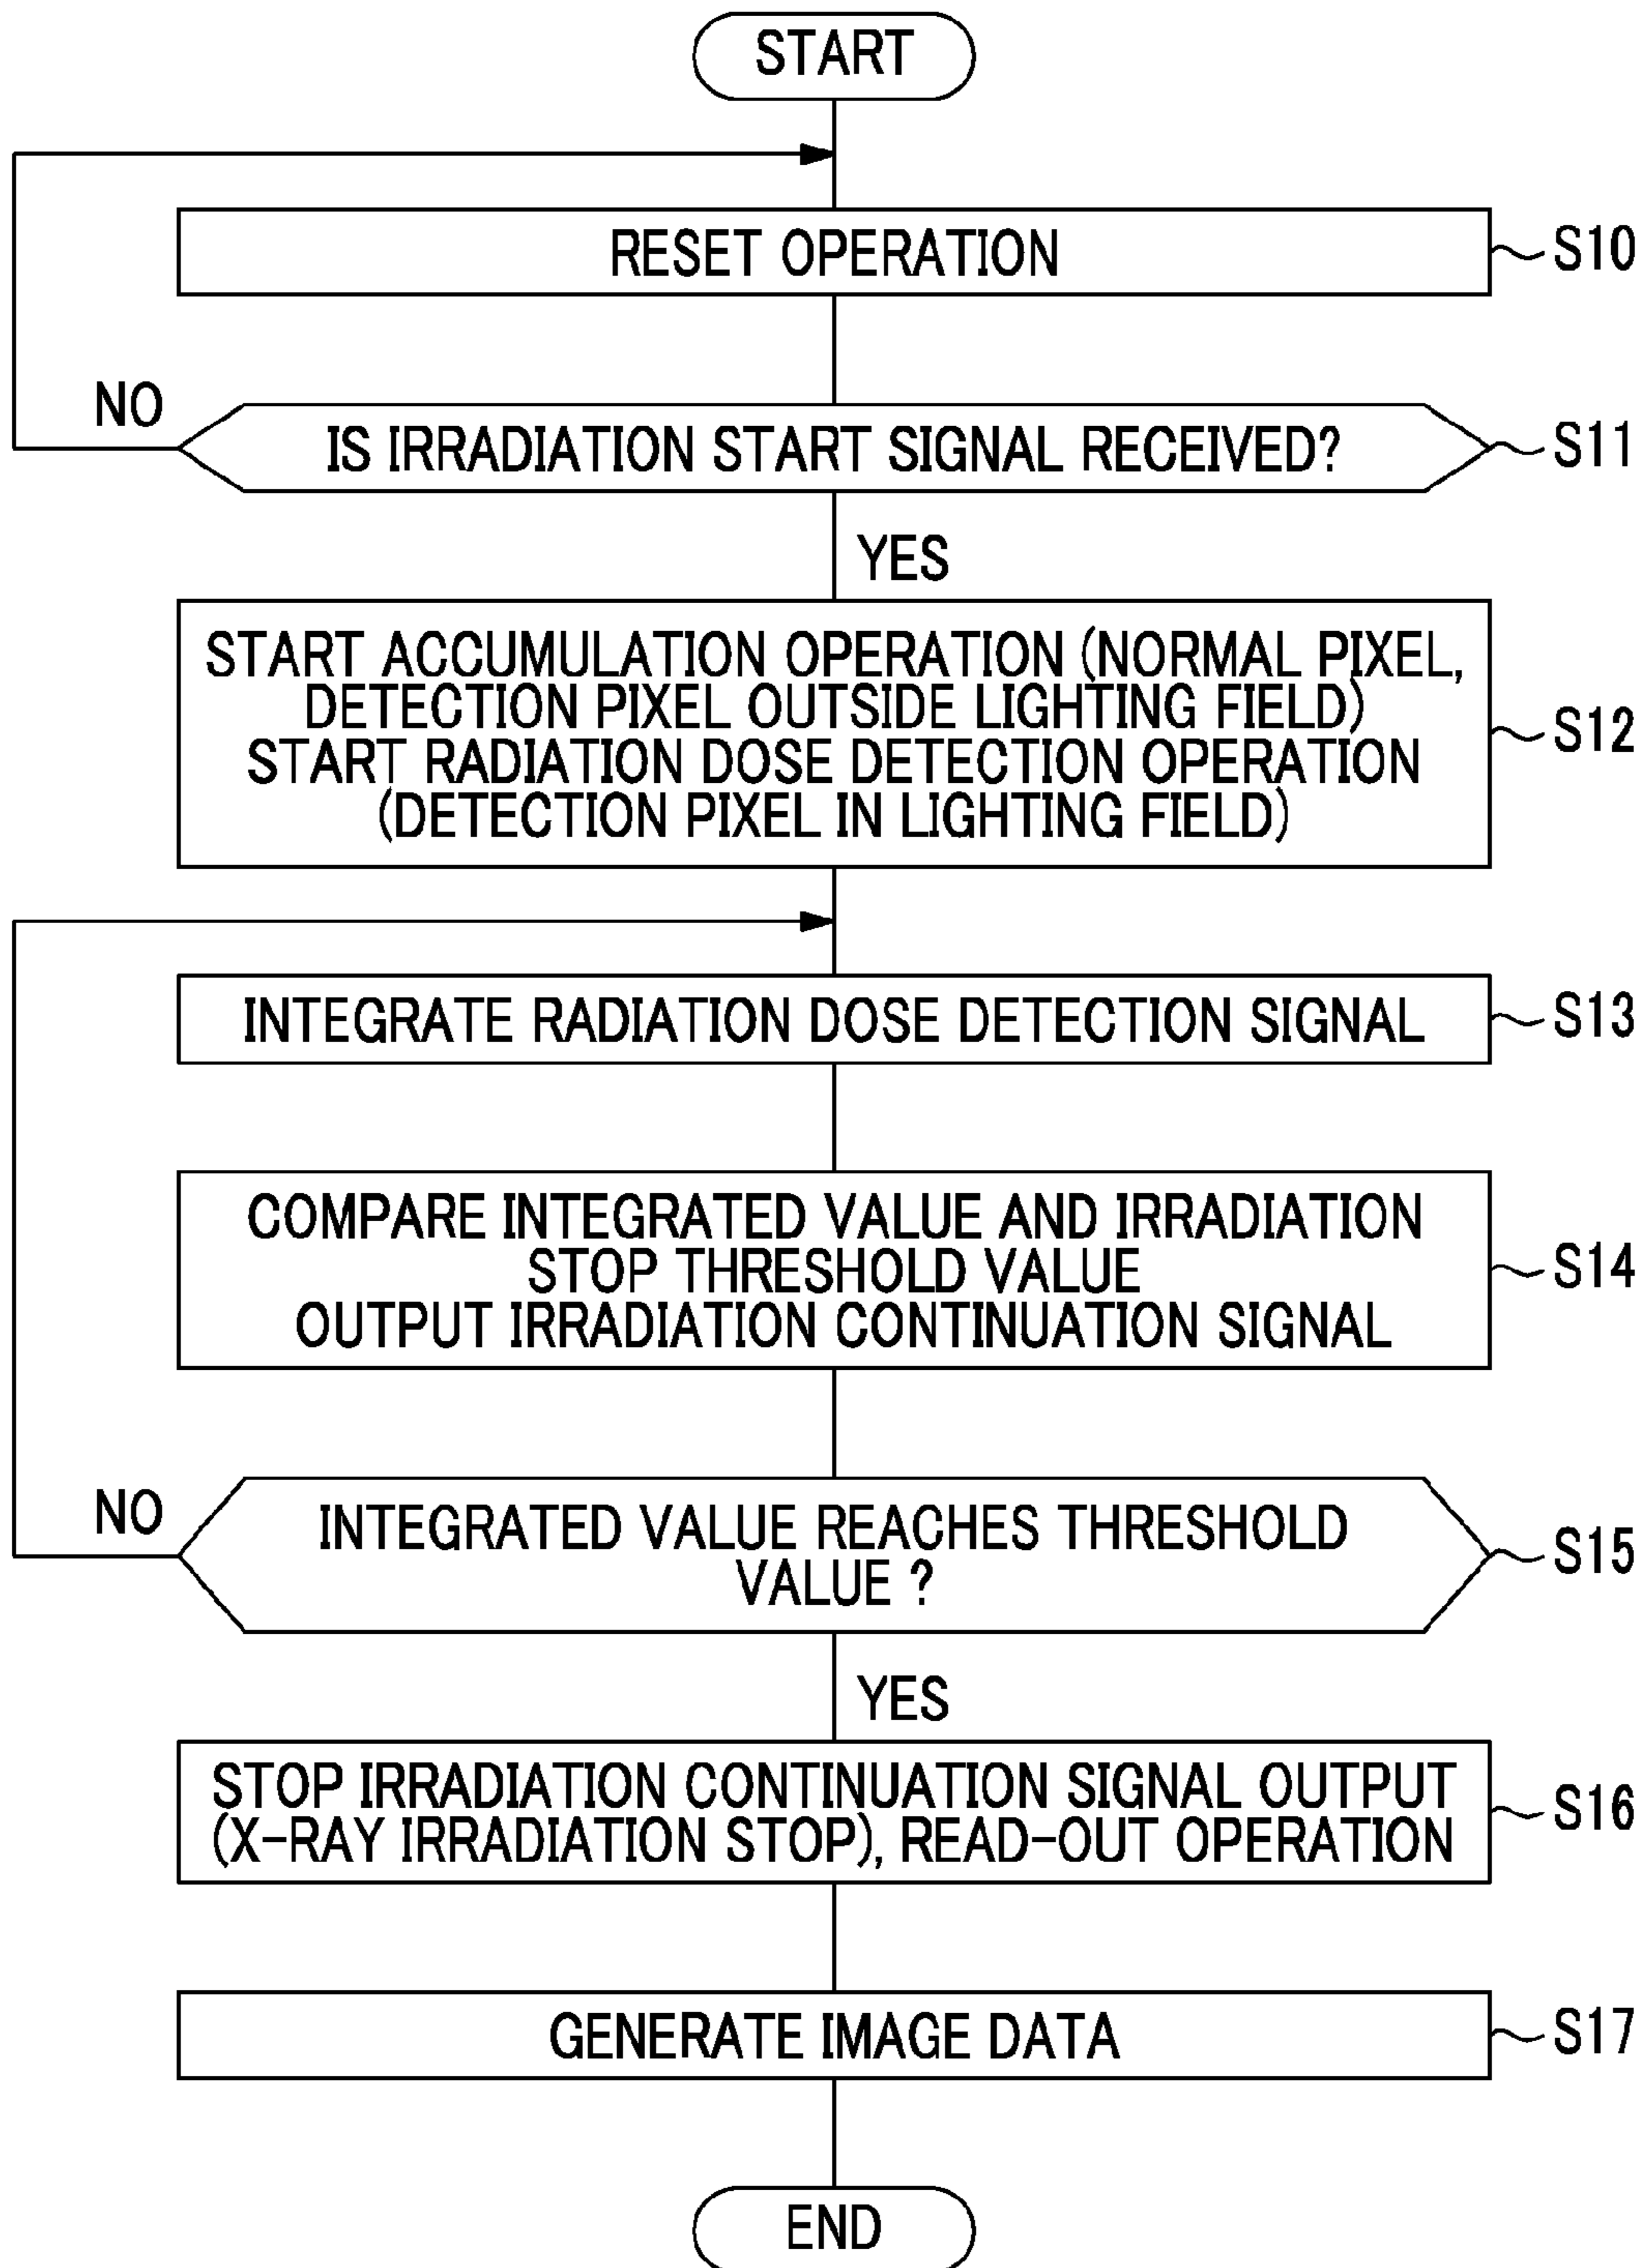 START
RESET OPERATION
S10
NO
IS IRRADIATION START SIGNAL RECEIVED?
S11
YES
START ACCUMULATION OPERATION (NORMAL PIXEL,
DETECTION PIXEL OUTSIDE LIGHTING FIELD)
START RADIATION DOSE DETECTION OPERATION
(DETECTION PIXEL IN LIGHTING FIELD)
S12
INTEGRATE RADIATION DOSE DETECTION SIGNAL
S13
COMPARE INTEGRATED VALUE AND IRRADIATION
STOP THRESHOLD VALUE
OUTPUT IRRADIATION CONTINUATION SIGNAL
S14
NO
INTEGRATED VALUE REACHES THRESHOLD
VALUE ?
S15
YES
STOP IRRADIATION CONTINUATION SIGNAL OUTPUT
(X-RAY IRRADIATION STOP), READ-OUT OPERATION
S16
GENERATE IMAGE DATA
S17
END